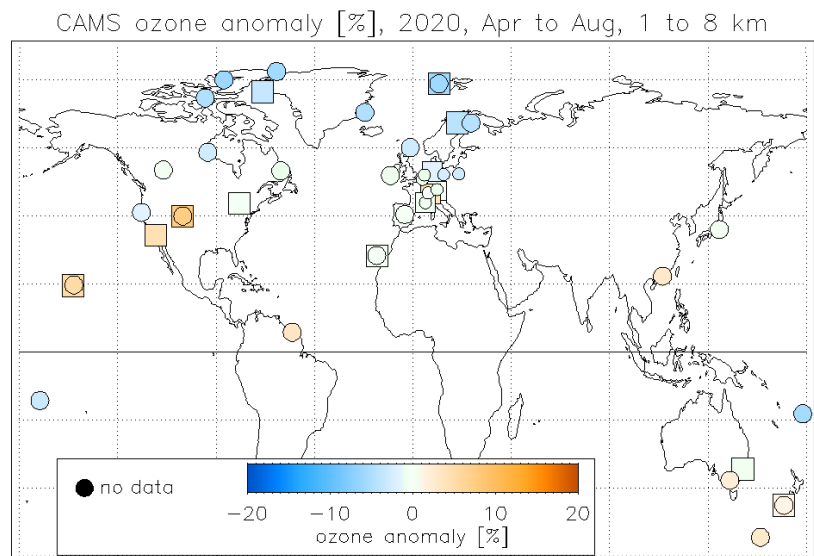 CAMS ozone anomaly [%], 2020, Apr to Aug, 1 to 8 km
no data
−20 −10 0 10 20
ozone anomaly [%]